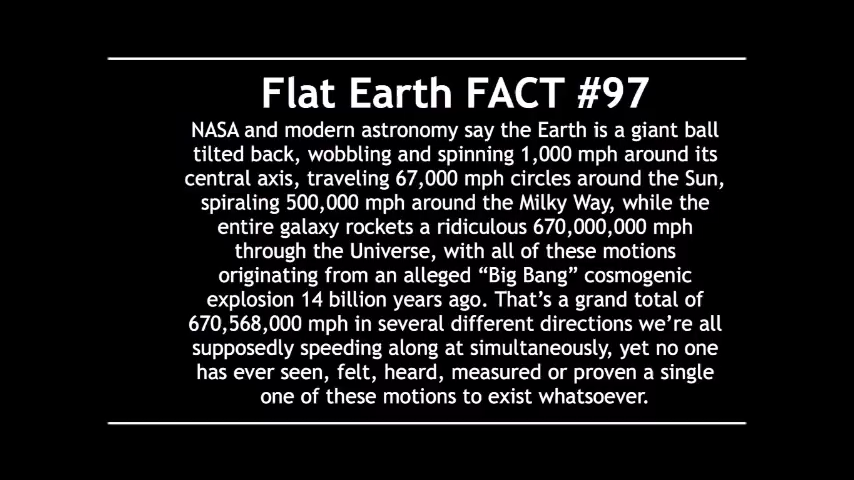 Flat Earth FACT #97
NASA and modern astronomy say the Earth is a giant ball
tilted back, wobbling and spinning 1,000 mph around its
central axis, traveling 67,000 mph circles around the Sun,
spiraling 500,000 mph around the Milky Way, while the
entire galaxy rockets a ridiculous 670,000,000 mph
through the Universe, with all of these motions
originating from an alleged “Big Bang” cosmogenic
explosion 14 billion years ago. That’s a grand total of
670,568,000 mph in several different directions we’re all
supposedly speeding along at simultaneously, yet no one
has ever seen, felt, heard, measured or proven a single
one of these motions to exist whatsoever.